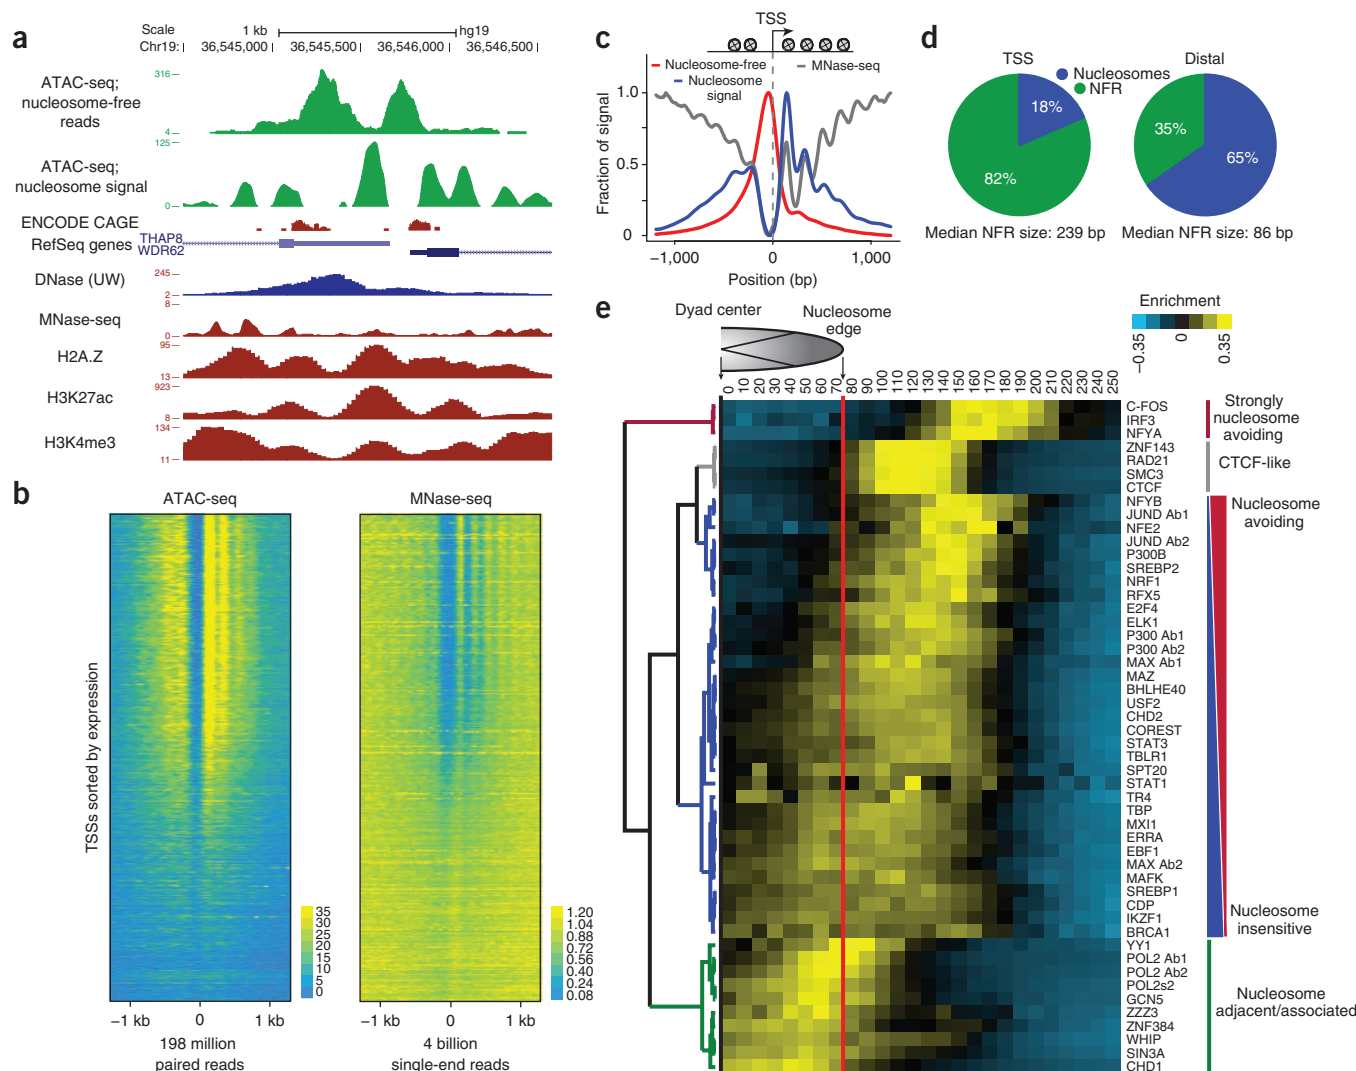 a
Scale
1 kb
hg19
Chr19:
36,545,000
36,545,500
36,546,000
36,546,500
ATAC-seq;
nucleosome-free
reads
316
4
125
ATAC-seq;
nucleosome signal
0
ENCODE CAGE
RefSeq genes
THAP8
WDR62
DNase (UW)
245
2
8
MNase-seq
0
H2A.Z
95
13
H3K27ac
923
8
H3K4me3
134
11
b
ATAC-seq
MNase-seq
TSSs sorted by expression
35
30
25
20
15
10
5
0
1.20
1.04
0.88
0.72
0.56
0.40
0.24
0.08
−1 kb
0
1 kb
−1 kb
0
1 kb
198 million
paired reads
4 billion
single-end reads
c
TSS
Nucleosome-free
Nucleosome
signal
MNase-seq
Fraction of signal
1.0
0.5
0
−1,000
0
1,000
Position (bp)
d
TSS
Distal
Nucleosomes
NFR
18%
82%
35%
65%
Median NFR size: 239 bp
Median NFR size: 86 bp
e
Dyad center
Nucleosome
edge
Enrichment
-0.35
0
0.35
0
10
20
30
40
50
60
70
80
90
100
110
120
130
140
150
160
170
180
190
200
210
220
230
240
250
C-FOS
IRF3
NFYA
ZNF143
RAD21
SMC3
CTCF
NFYB
JUND Ab1
NFE2
JUND Ab2
P300B
SREBP2
NRF1
RFX5
E2F4
ELK1
P300 Ab1
P300 Ab2
MAX Ab1
MAZ
BHLHE40
USF2
CHD2
COREST
STAT3
TBLR1
SPT20
STAT1
TR4
TBP
MXI1
ERRA
EBF1
MAX Ab2
MAFK
SREBP1
CDP
IKZF1
BRCA1
YY1
POL2 Ab1
POL2 Ab2
POL2s2
GCN5
ZZZ3
ZNF384
WHIP
SIN3A
CHD1
Strongly
nucleosome
avoiding
CTCF-like
Nucleosome
avoiding
Nucleosome
insensitive
Nucleosome
adjacent/associated